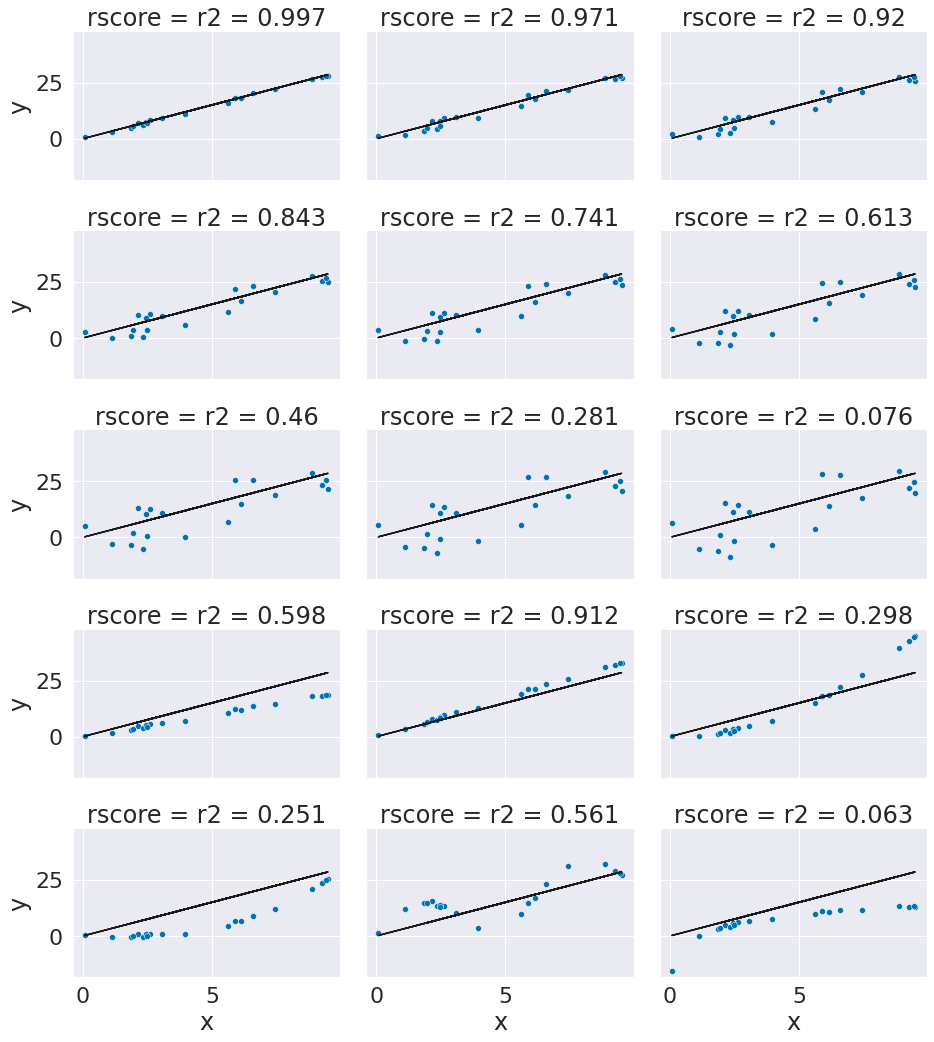 rscore = r2 = 0.997
rscore = r2 = 0.971
rscore = r2 = 0.92
y
25
0
rscore = r2 = 0.843
rscore = r2 = 0.741
rscore = r2 = 0.613
y
25
0
rscore = r2 = 0.46
rscore = r2 = 0.281
rscore = r2 = 0.076
y
25
0
rscore = r2 = 0.598
rscore = r2 = 0.912
rscore = r2 = 0.298
y
25
0
rscore = r2 = 0.251
rscore = r2 = 0.561
rscore = r2 = 0.063
y
25
0
0 5
0 5
0 5
x
x
x